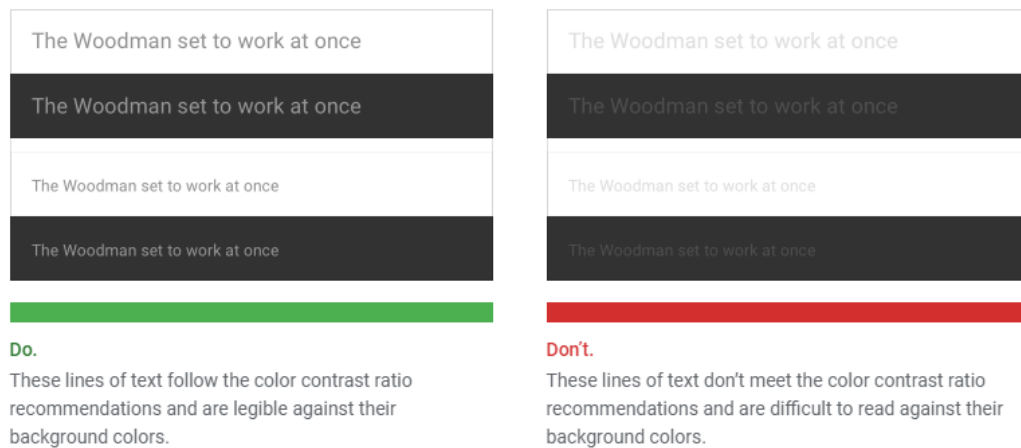 The Woodman set to work at once
The Woodman set to work at once
The Woodman set to work at once
The Woodman set to work at once
Do.
These lines of text follow the color contrast ratio
recommendations and are legible against their
background colors.
The Woodman set to work at once
The Woodman set to work at once
The Woodman set to work at once
The Woodman set to work at once
Don’t.
These lines of text don’t meet the color contrast ratio
recommendations and are difficult to read against their
background colors.